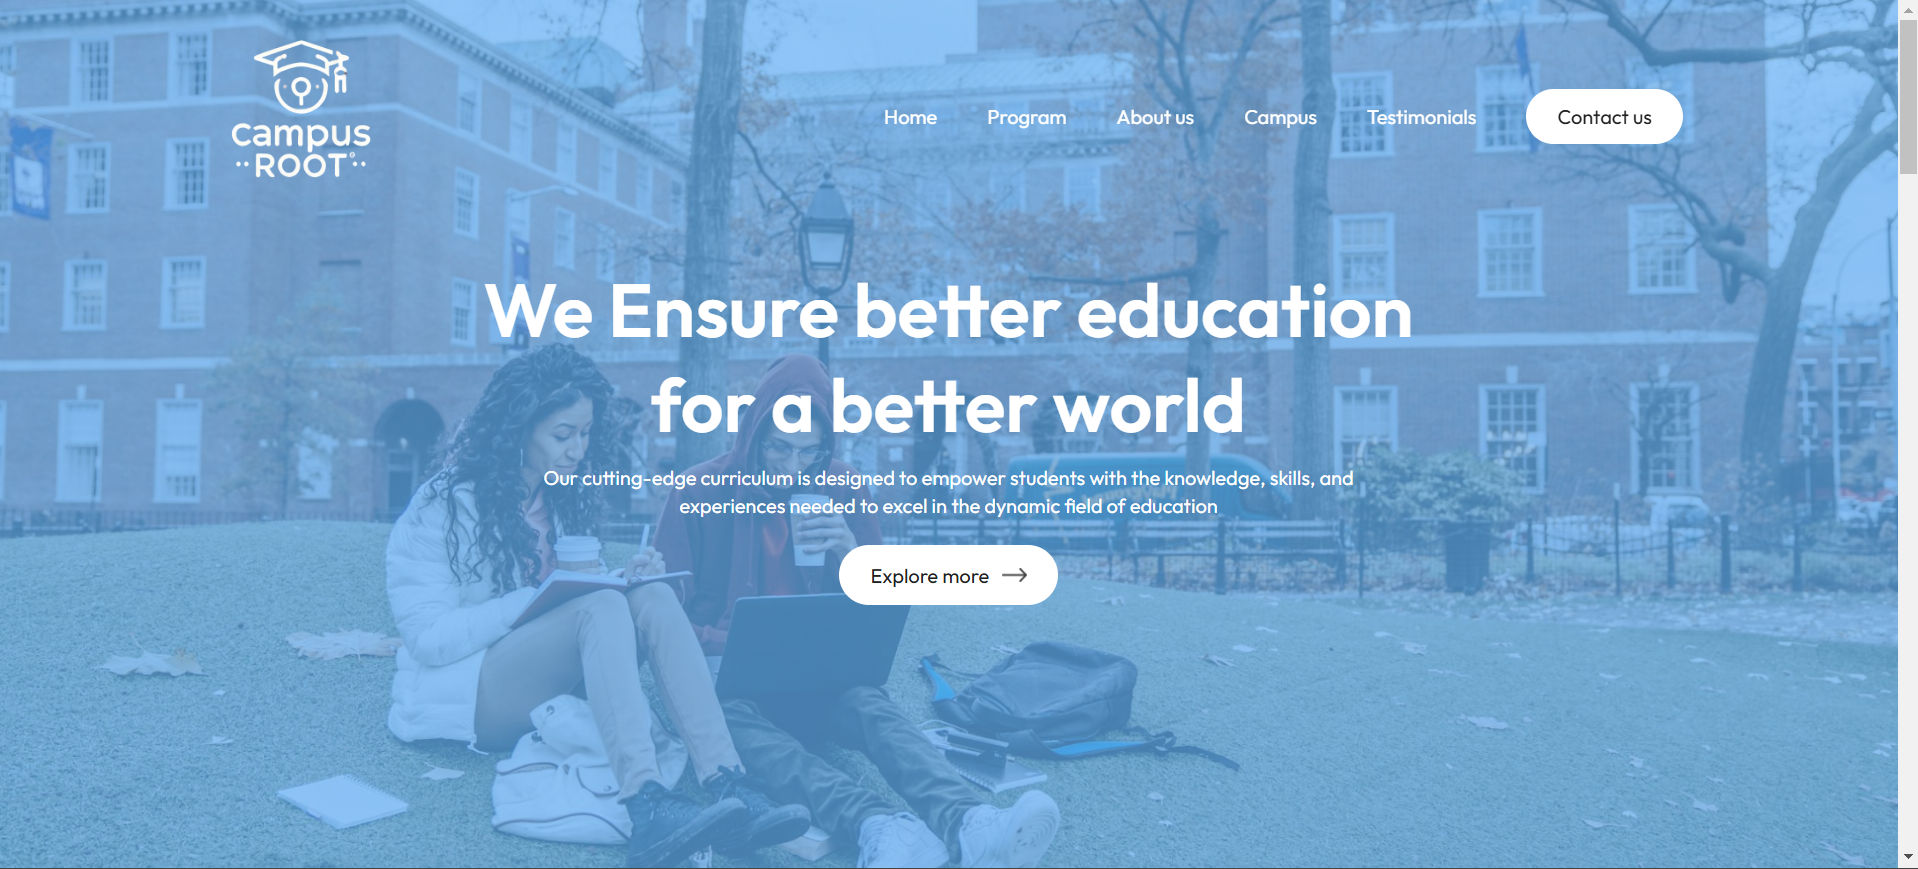 campus
ROOT
Home
Program
About us
Campus
Testimonials
Contact us
We Ensure better education
for a better world
Our cutting-edge curriculum is designed to empower students with the knowledge, skills, and
experiences needed to excel in the dynamic field of education
Explore more